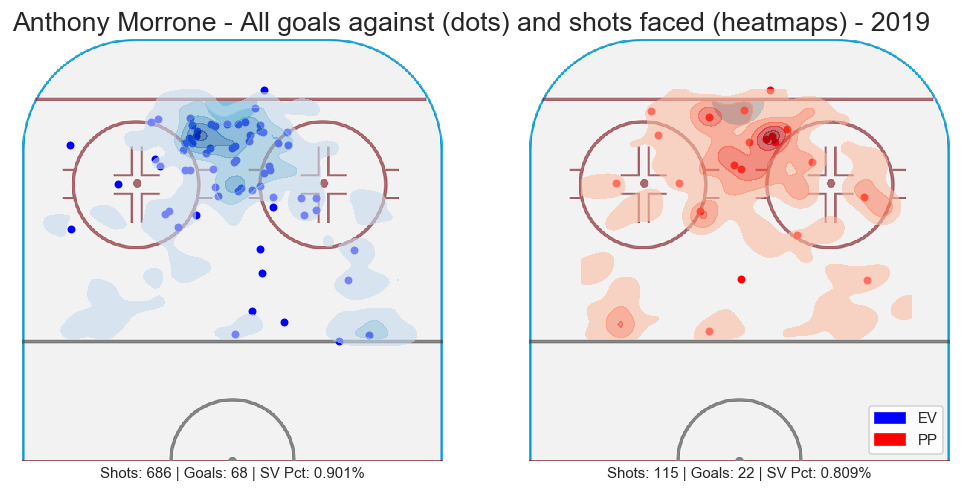 Anthony Morrone - All goals against (dots) and shots faced (heatmaps) - 2019
EV
PP
Shots: 686 | Goals: 68 | SV Pct: 0.901%
Shots: 115 | Goals: 22 | SV Pct: 0.809%